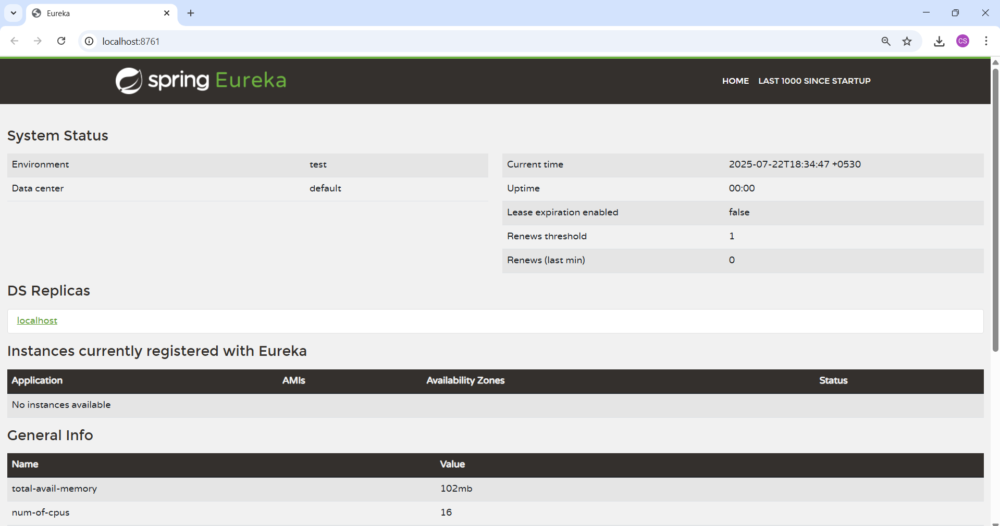 Eureka
localhost:8761
CS
spring Eureka
HOME LAST 1000 SINCE STARTUP
System Status
Environment test
Data center default
Current time 2025-07-22T18:34:47 +0530
Uptime 00:00
Lease expiration enabled false
Renews threshold 1
Renews (last min) 0
DS Replicas
localhost
Instances currently registered with Eureka
Application AMIs Availability Zones Status
No instances available
General Info
Name Value
total-avail-memory 102mb
num-of-cpus 16